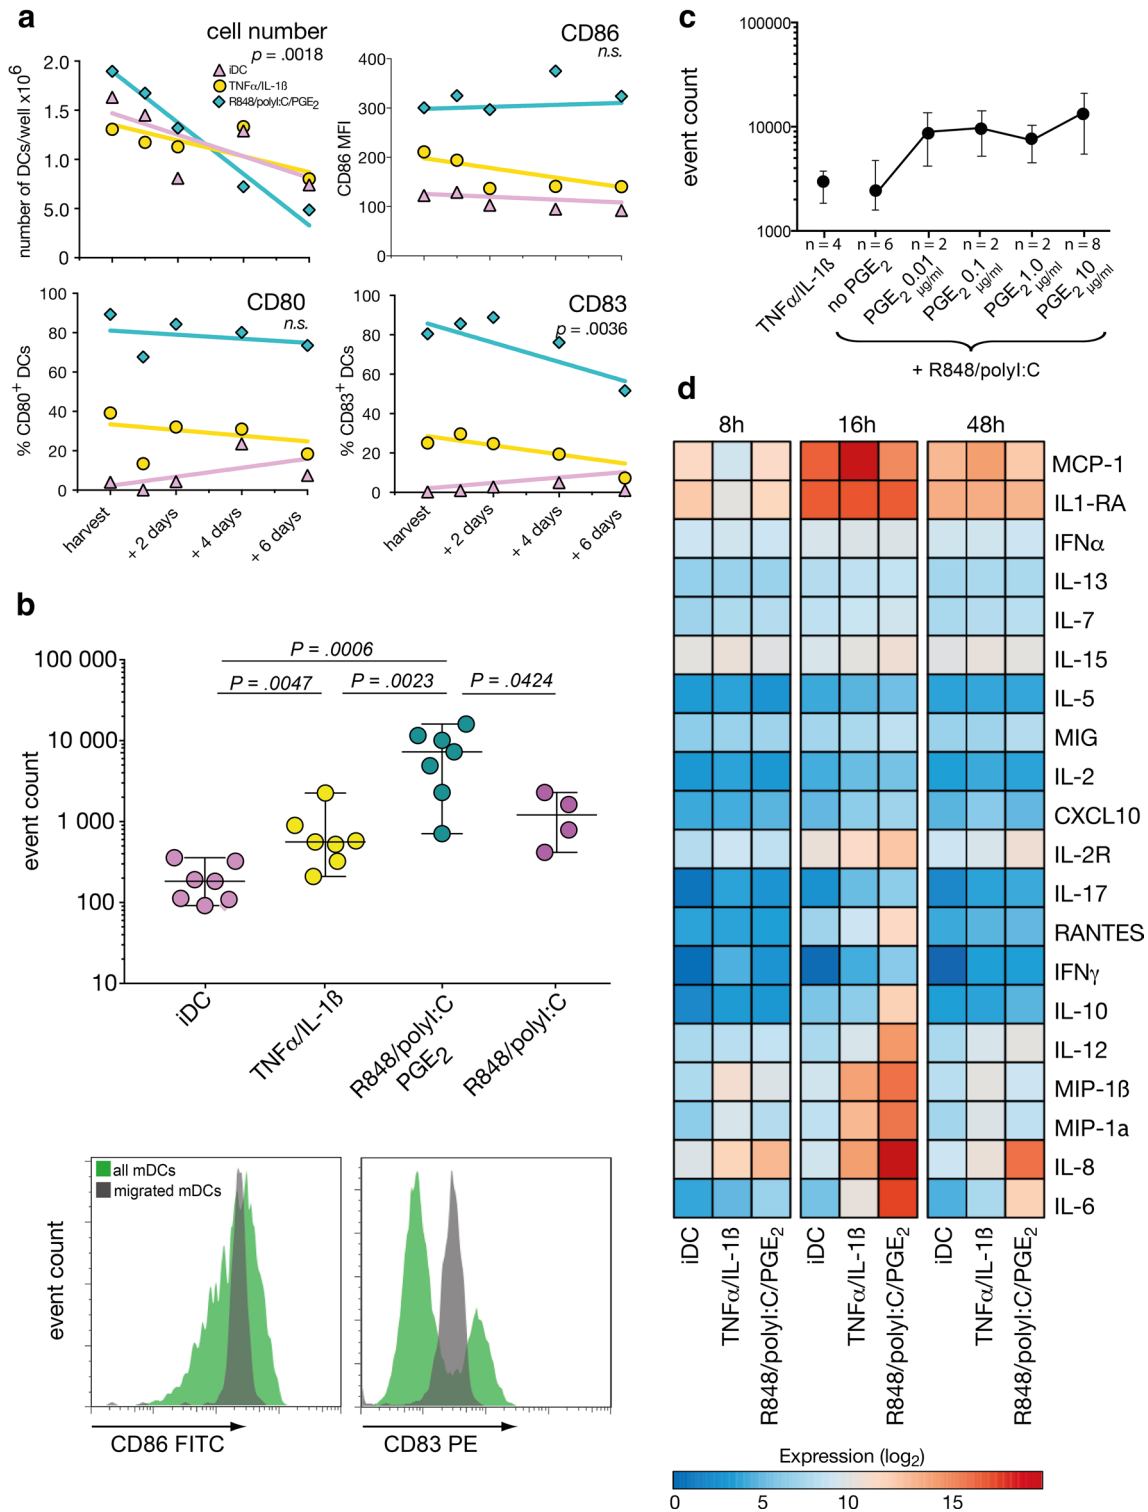 a
cell number
p = .0018
iDC
TNFα/IL-1ß
R848/polyI:C/PGE2
number of DCs/well x10⁶
2.0
1.5
1.0
5.0
0
CD86
n.s.
CD86 MFI
400
300
200
100
0
CD80
n.s.
% CD80⁺ DCs
100
80
60
40
20
0
harvest
+ 2 days
+ 4 days
+ 6 days
CD83
p = .0036
% CD83⁺ DCs
100
80
60
40
20
0
harvest
+ 2 days
+ 4 days
+ 6 days
b
event count
100 000
10 000
1 000
100
10
P = .0006
P = .0047
P = .0023
P = .0424
iDC
TNFα/IL-1ß
R848/polyI:C
PGE2
R848/polyI:C
event count
all mDCs
migrated mDCs
CD86 FITC
CD83 PE
c
event count
100000
10000
1000
n = 4
n = 6
n = 2
n = 2
n = 2
n = 8
TNFα/IL-1ß
no PGE2
PGE2 0.01
µg/ml
PGE2 0.1
µg/ml
PGE2 1.0
µg/ml
PGE2 10
µg/ml
+ R848/polyI:C
d
8h
16h
48h
MCP-1
IL1-RA
IFNα
IL-13
IL-7
IL-15
IL-5
MIG
IL-2
CXCL10
IL-2R
IL-17
RANTES
IFNγ
IL-10
IL-12
MIP-1ß
MIP-1a
IL-8
IL-6
iDC
TNFα/IL-1ß
R848/polyI:C/PGE2
iDC
TNFα/IL-1ß
R848/polyI:C/PGE2
iDC
TNFα/IL-1ß
R848/polyI:C/PGE2
Expression (log2)
0
5
10
15